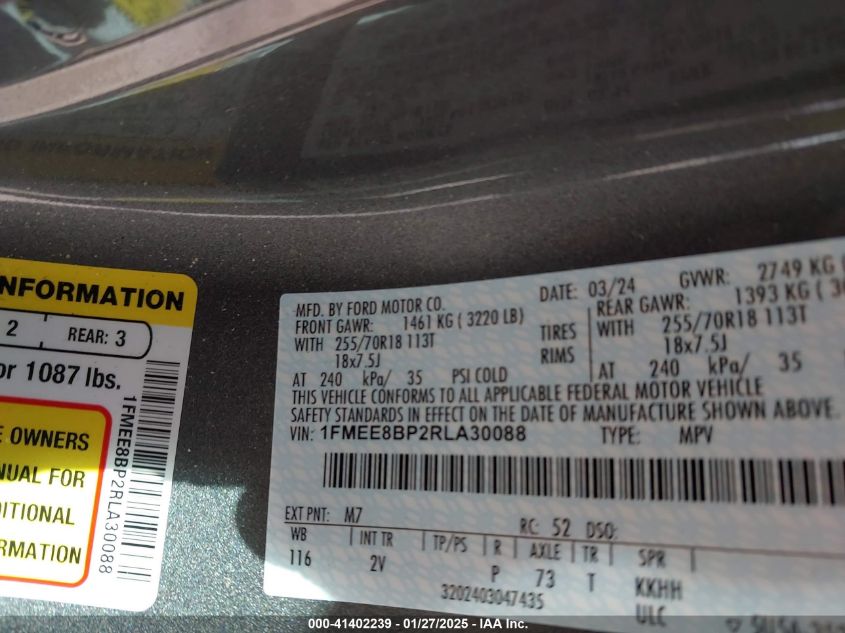 INFORMATION
2 REAR: 3
or 1087 lbs.
OWNERS
FOR
1FMEE8BP2RLA30088
MFD. BY FORD MOTOR CO.
DATE: 03/24
GVWR: 2749 KG
FRONT GAWR: 1461 KG ( 3220 LB)
REAR GAWR: 1393 KG (
WITH 255/70R18 113T
TIRES
WITH 255/70R18 113T
18x7.5J
RIMS
18x7.5J
AT 240 kPa/ 35 PSI COLD
AT 240 kPa/ 35
THIS VEHICLE CONFORMS TO ALL APPLICABLE FEDERAL MOTOR VEHICLE
SAFETY STANDARDS IN EFFECT ON THE DATE OF MANUFACTURE SHOWN ABOVE.
VIN: 1FMEE8BP2RLA30088 TYPE: MPV
EXT PNT: M7 RC: 52 DSO:
WB INT TR TP/PS R AXLE TR SPR
116 2V P 73 T KKHH
3202403047435 ULC
000-41402239 - 01/27/2025 - IAA Inc.